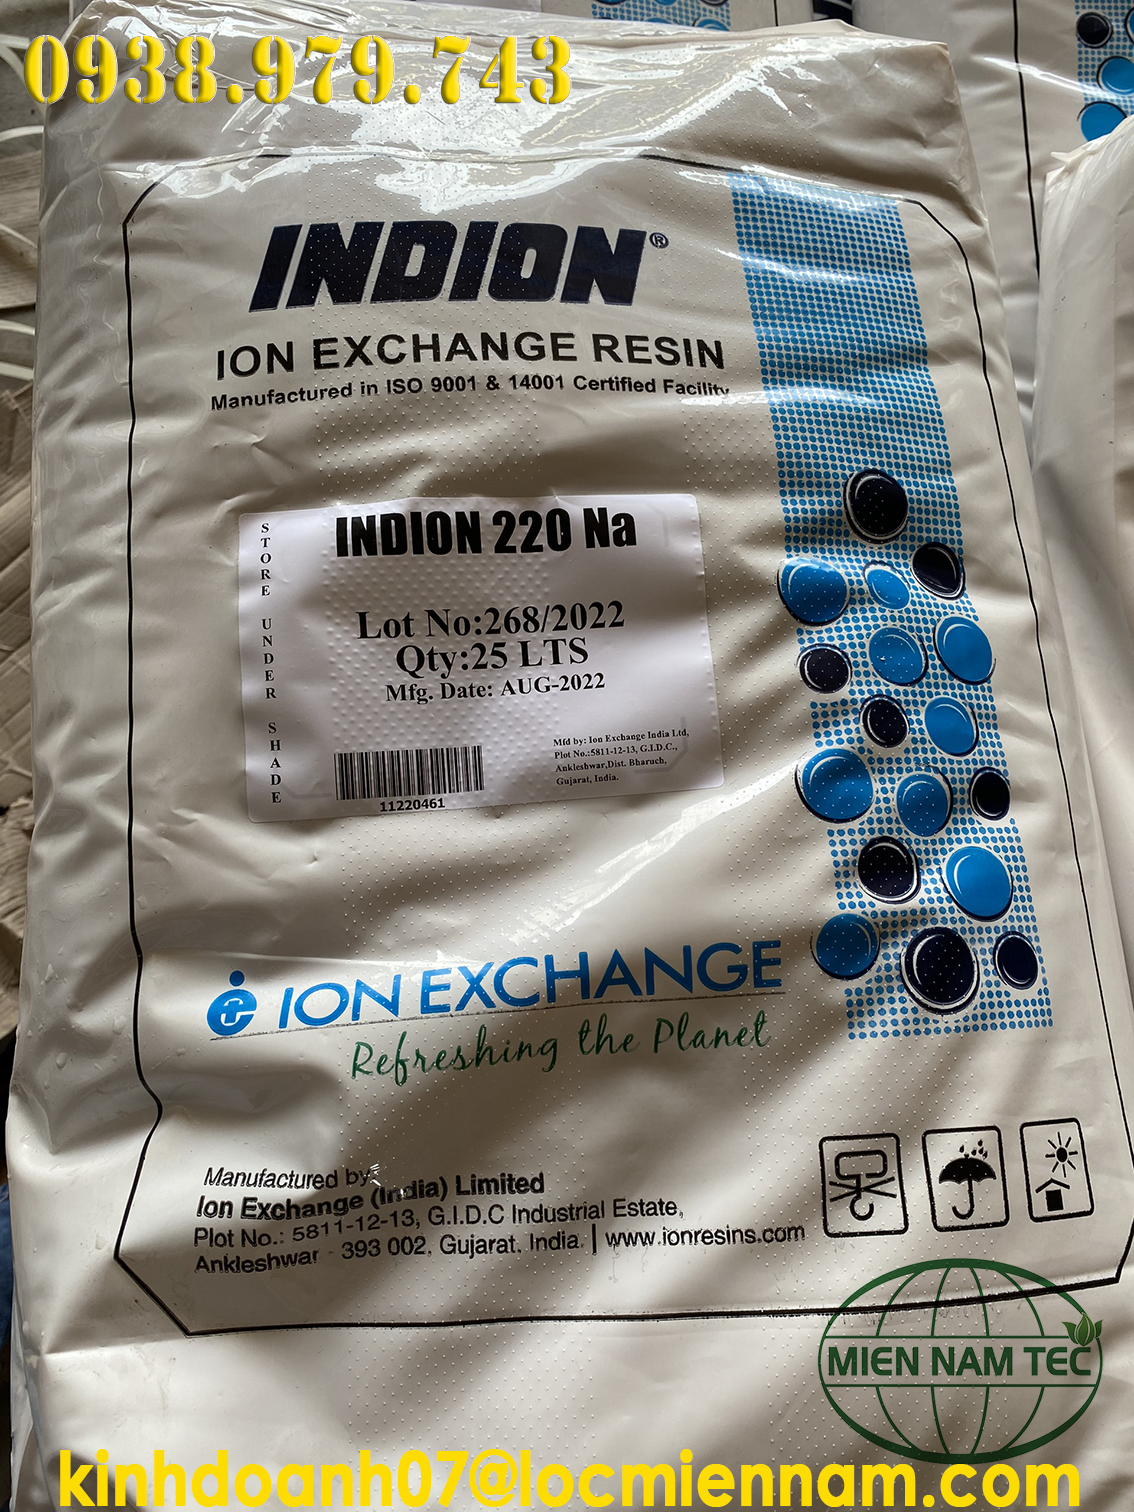 0938.979.743
INDION®
ION EXCHANGE RESIN
Manufactured in ISO 9001 & 14001 Certified Facility
STORE UNDER SHADE
INDION 220 Na
Lot No:268/2022
Qty:25 LTS
Mfg. Date: AUG-2022
11220461
Mfd by: Ion Exchange India Ltd,
Plot No.:5811-12-13, G.I.D.C.,
Ankleshwar,Dist. Bharuch,
Gujarat, India.
ION EXCHANGE
Refreshing the Planet
Manufactured by:
Ion Exchange (India) Limited
Plot No.: 5811-12-13, G.I.D.C Industrial Estate,
Ankleshwar - 393 002, Gujarat, India. | www.ionresins.com
MIEN NAM TEC
kinhdoanh07@locmiennam.com